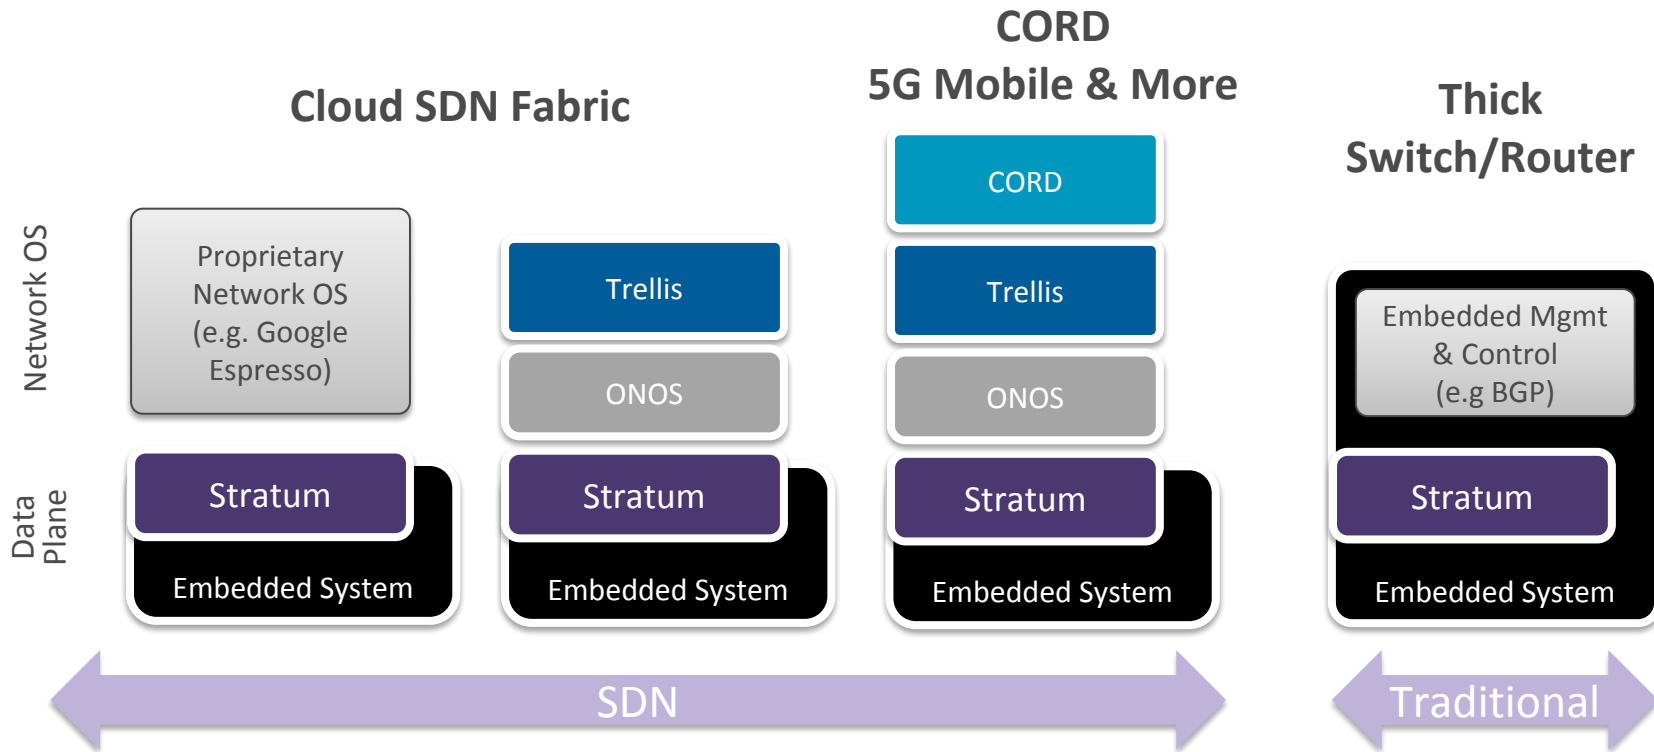 CORD
5G Mobile & More
Cloud SDN Fabric
Thick
Switch/Router
Network OS
Data
Plane
Proprietary
Network OS
(e.g. Google
Espresso)
Stratum
Embedded System
Trellis
ONOS
Stratum
Embedded System
CORD
Trellis
ONOS
Stratum
Embedded System
Embedded Mgmt
& Control
(e.g BGP)
Stratum
Embedded System
SDN
Traditional